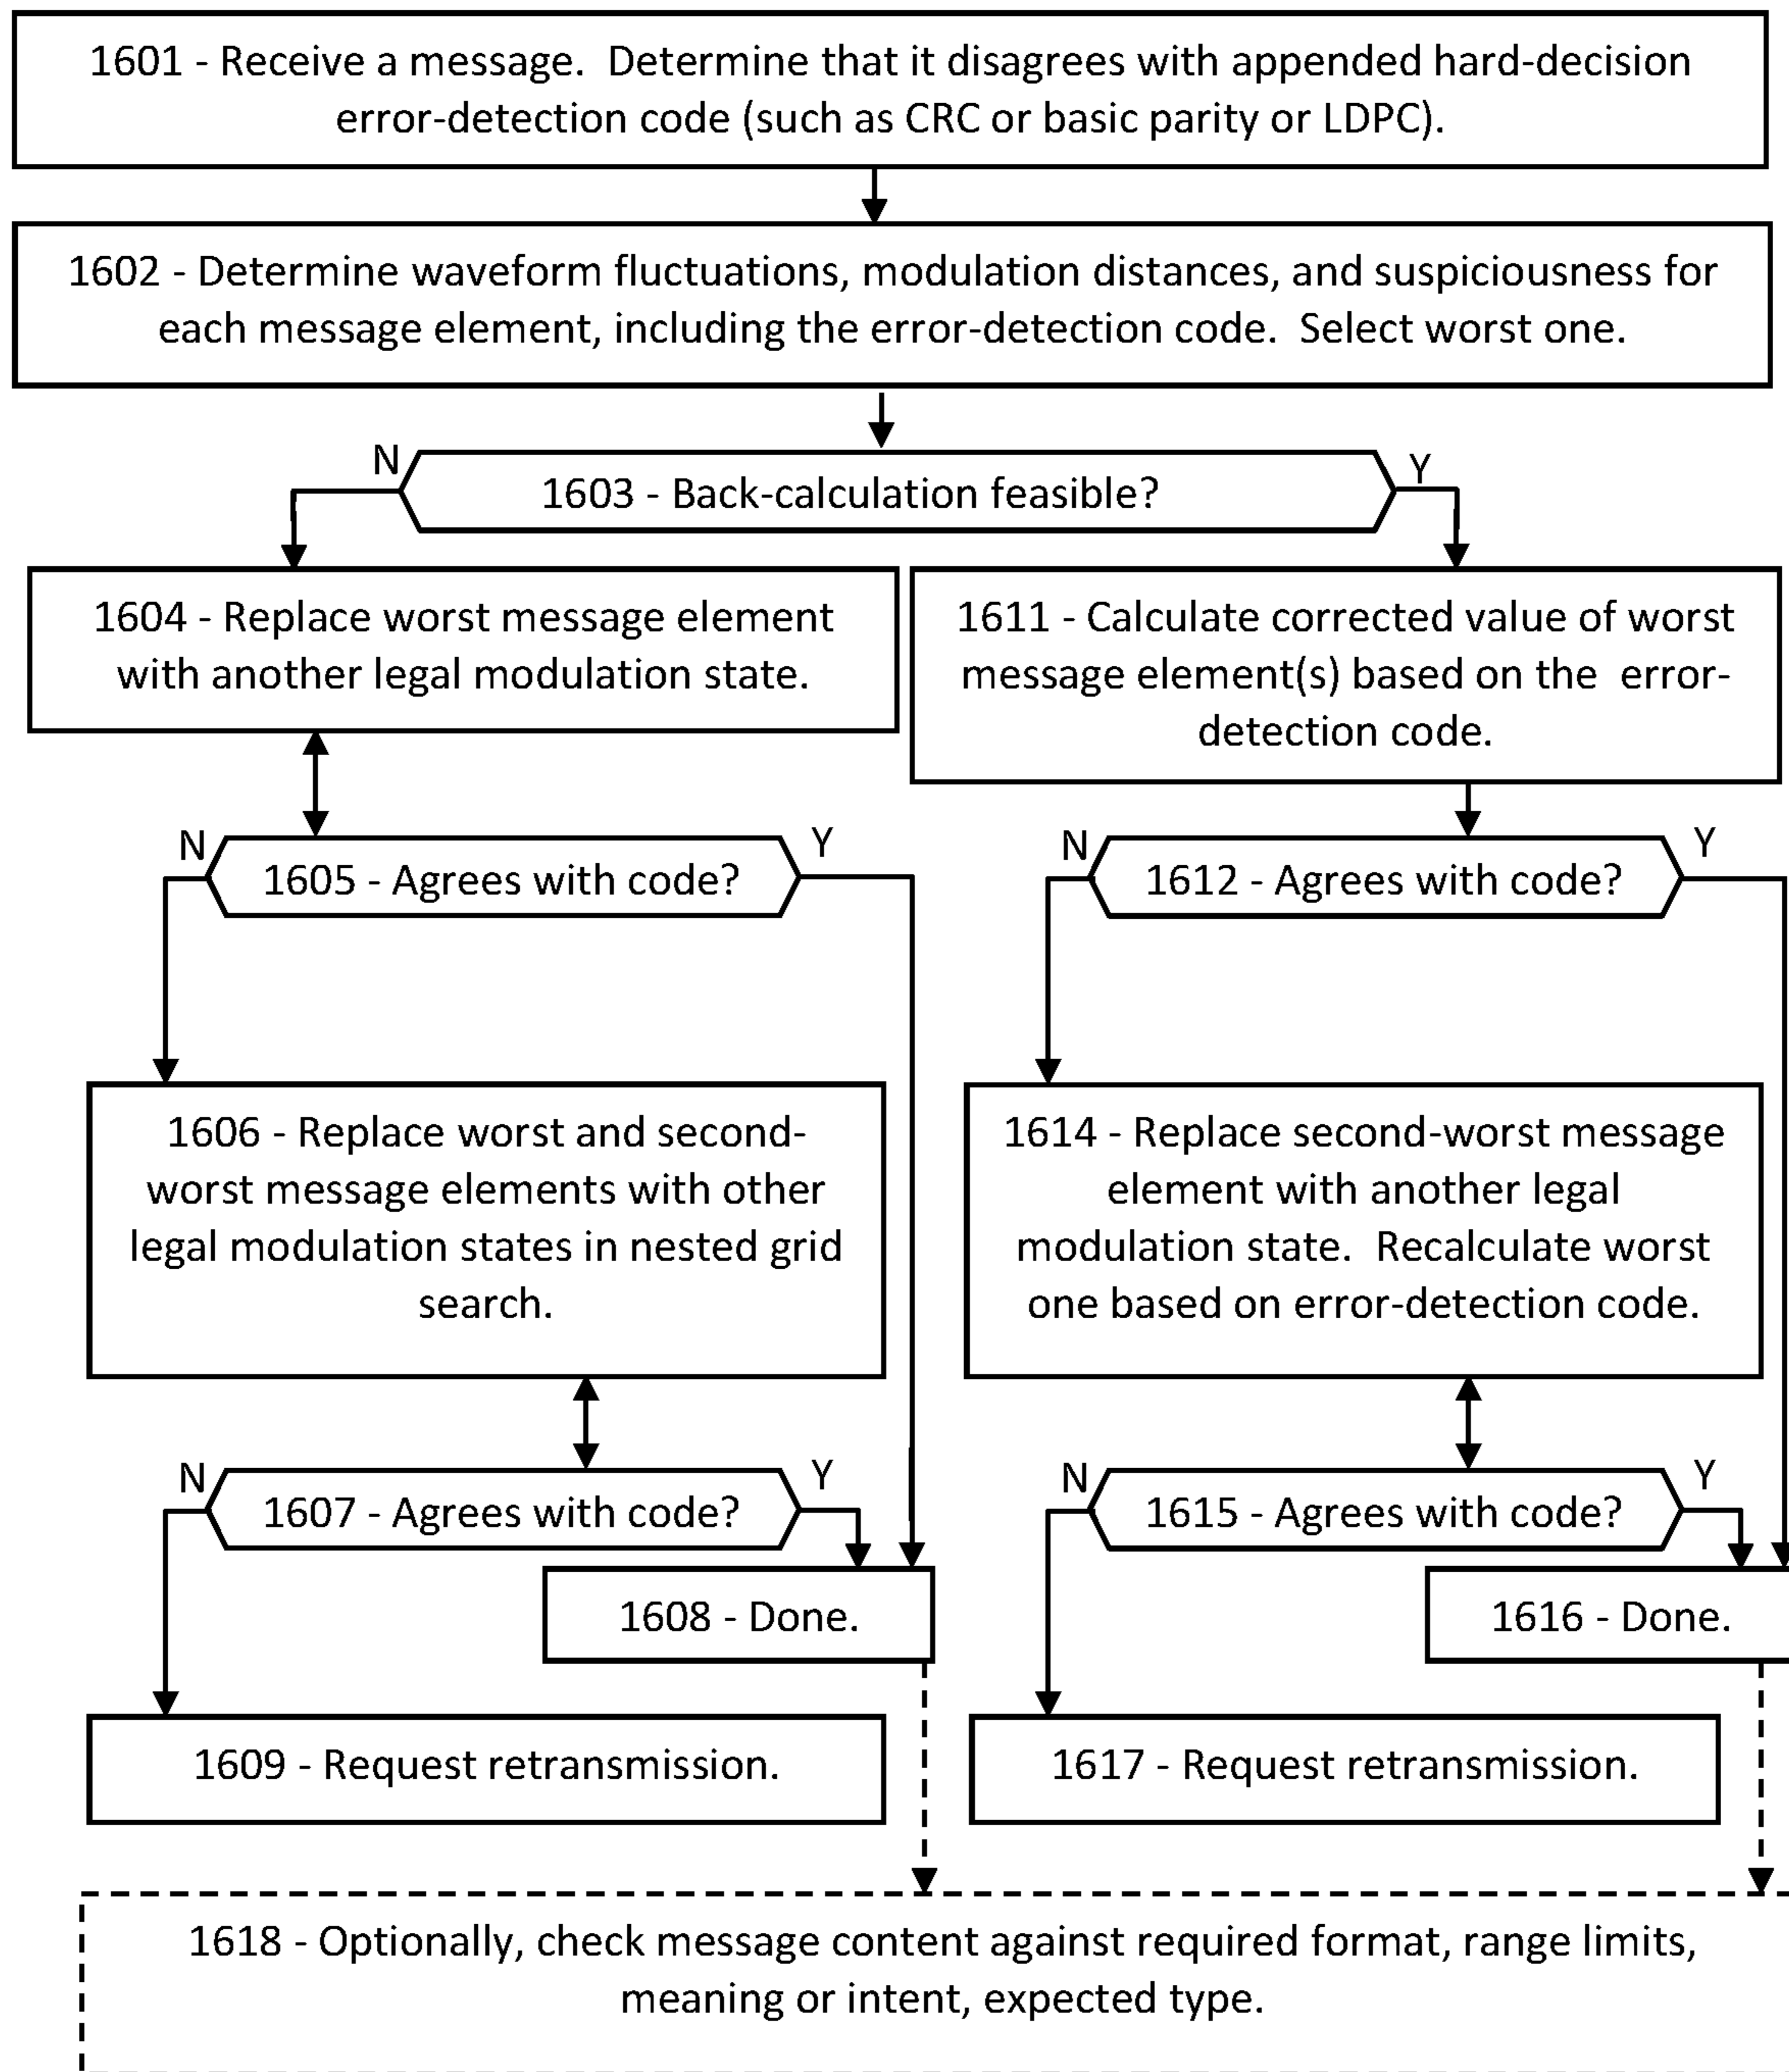 1601 - Receive a message.  Determine that it disagrees with appended hard-decision
error-detection code (such as CRC or basic parity or LDPC).
1602 - Determine waveform fluctuations, modulation distances, and suspiciousness for
each message element, including the error-detection code.  Select worst one.
N
Y
1603 - Back-calculation feasible?
1604 - Replace worst message element
with another legal modulation state.
1611 - Calculate corrected value of worst
message element(s) based on the  error-
detection code.
N
Y
1605 - Agrees with code?
N
Y
1612 - Agrees with code?
1606 - Replace worst and second-
worst message elements with other
legal modulation states in nested grid
search.
1614 - Replace second-worst message
element with another legal
modulation state.  Recalculate worst
one based on error-detection code.
N
Y
1607 - Agrees with code?
N
Y
1615 - Agrees with code?
1608 - Done.
1616 - Done.
1609 - Request retransmission.
1617 - Request retransmission.
1618 - Optionally, check message content against required format, range limits,
meaning or intent, expected type.